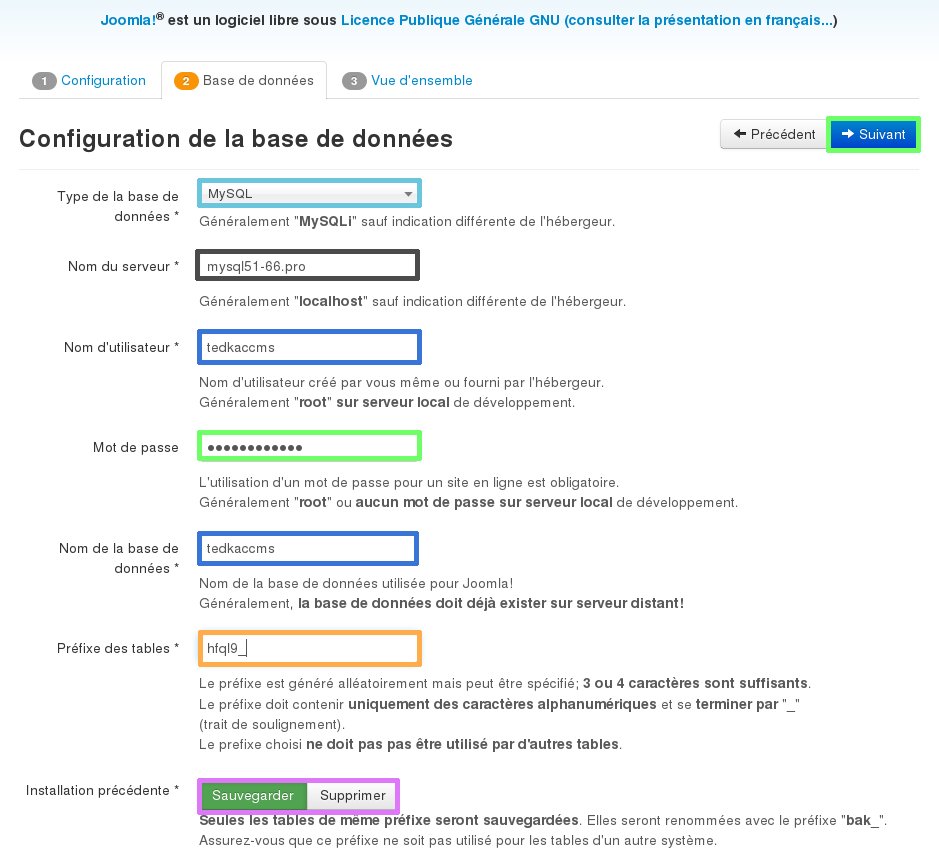 Joomla!® est un logiciel libre sous Licence Publique Générale GNU (consulter la présentation en français...)
1 Configuration 2 Base de données 3 Vue d'ensemble
Configuration de la base de données
Précédent Suivant
Type de la base de
données *
MySQL
Généralement "MySQLi" sauf indication différente de l'hébergeur.
Nom du serveur *
mysql51-66.pro
Généralement "localhost" sauf indication différente de l'hébergeur.
Nom d'utilisateur *
tedkaccms
Nom d'utilisateur créé par vous même ou fourni par l'hébergeur.
Généralement "root" sur serveur local de développement.
Mot de passe
●●●●●●●●●●●●
L'utilisation d'un mot de passe pour un site en ligne est obligatoire.
Généralement "root" ou aucun mot de passe sur serveur local de développement.
Nom de la base de
données *
tedkaccms
Nom de la base de données utilisée pour Joomla!
Généralement, la base de données doit déjà exister sur serveur distant!
Préfixe des tables *
hfql9_
Le préfixe est généré alléatoirement mais peut être spécifié; 3 ou 4 caractères sont suffisants.
Le préfixe doit contenir uniquement des caractères alphanumériques et se terminer par "_"
(trait de soulignement).
Le prefixe choisi ne doit pas pas être utilisé par d'autres tables.
Installation précédente *
Sauvegarder Supprimer
Seules les tables de même préfixe seront sauvegardées. Elles seront renommées avec le préfixe "bak_".
Assurez-vous que ce préfixe ne soit pas utilisé pour les tables d'un autre système.